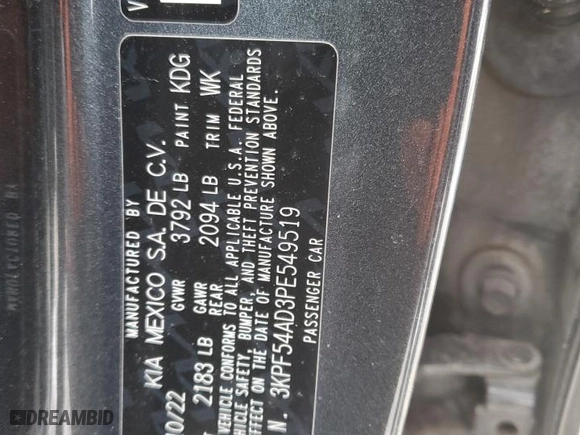 MANUFACTURED BY
KIA MEXICO S.A. DE C.V.
0/22 GVWR 3792 LB PAINT KDG
2183 LB GAWR REAR 2094 LB TRIM WK
VEHICLE CONFORMS TO ALL APPLICABLE U.S.A. FEDERAL
VEHICLE SAFETY, BUMPER, AND THEFT PREVENTION STANDARDS
EFFECT ON THE DATE OF MANUFACTURE SHOWN ABOVE.
N. 3KPF54AD3PE549519
PASSENGER CAR
DREAMBID